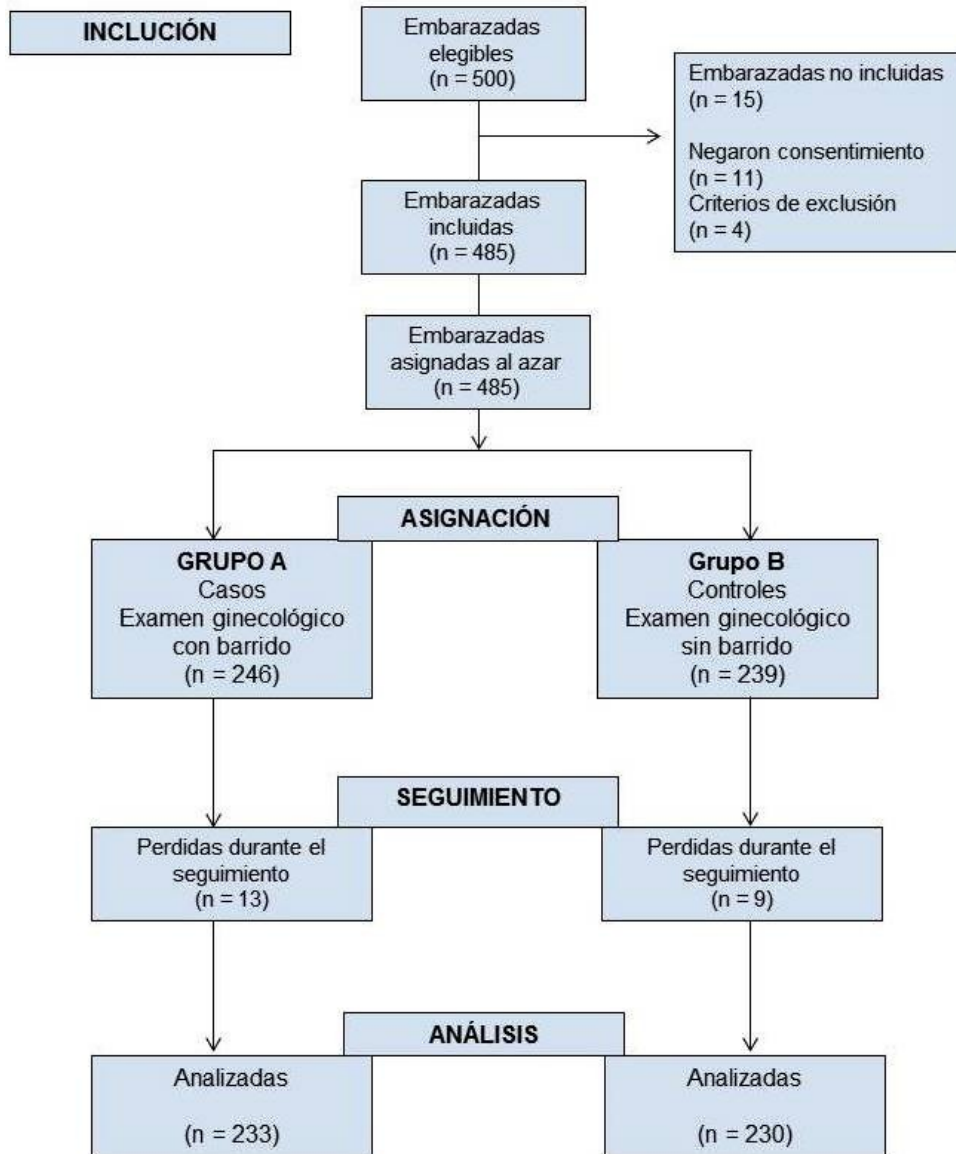 INCLUCIÓN
Embarazadas
elegibles
(n = 500)
Embarazadas no incluidas
(n = 15)
Negaron consentimiento
(n = 11)
Criterios de exclusión
(n = 4)
Embarazadas
incluidas
(n = 485)
Embarazadas
asignadas al azar
(n = 485)
ASIGNACIÓN
GRUPO A
Casos
Examen ginecológico
con barrido
(n = 246)
Grupo B
Controles
Examen ginecológico
sin barrido
(n = 239)
SEGUIMIENTO
Perdidas durante el
seguimiento
(n = 13)
Perdidas durante el
seguimiento
(n = 9)
ANÁLISIS
Analizadas
(n = 233)
Analizadas
(n = 230)